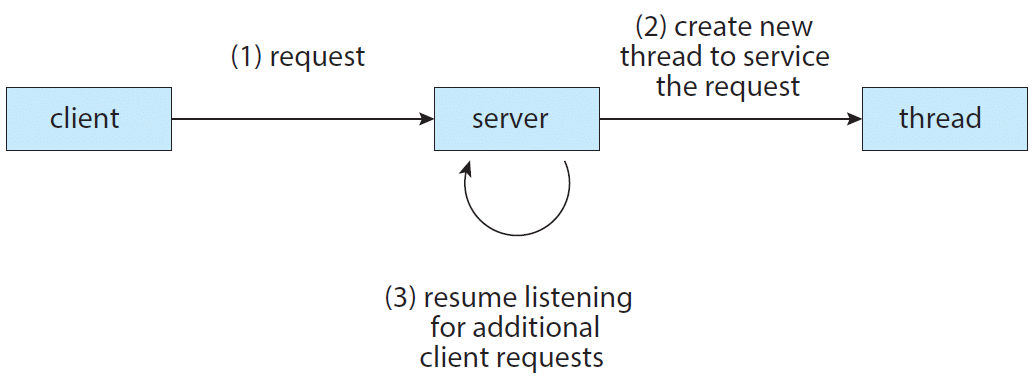 (1) request
(2) create new
thread to service
the request
client
server
thread
(3) resume listening
for additional
client requests